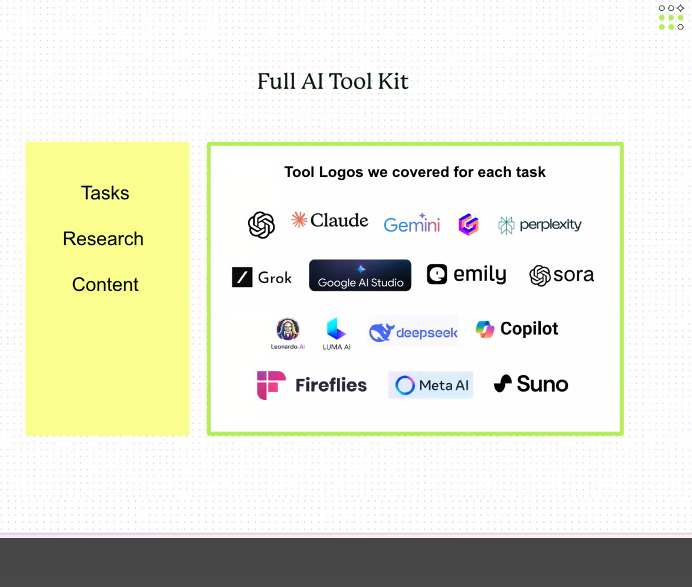 Full AI Tool Kit
Tasks
Research
Content
Tool Logos we covered for each task
Claude
Gemini
perplexity
Grok
Google AI Studio
emily
sora
Leonardo.Ai
LUMA AI
deepseek
Copilot
Fireflies
Meta AI
Suno